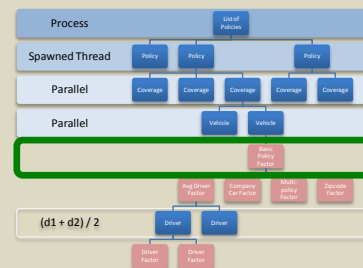 Process
List of
Policies
Spawned Thread
Policy
Policy
Policy
Parallel
Coverage
Coverage
Coverage
Coverage
Coverage
Parallel
Vehicle
Vehicle
Basic
Policy
Factor
Avg Driver
Factor
Company
Car Factor
Multi-
policy
Factor
Zipcode
Factor
(d1 + d2) / 2
Driver
Driver
Driver
Factor
Driver
Factor